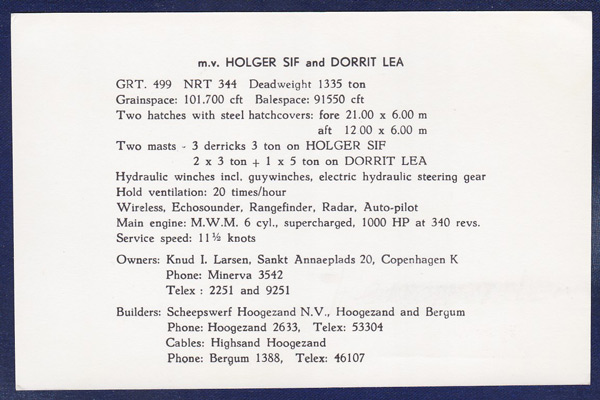 m.v. HOLGER SIF and DORRIT LEA
GRT. 499 NRT 344 Deadweight 1335 ton
Grainspace: 101.700 cft Balespace: 91550 cft
Two hatches with steel hatchcovers: fore 21.00 x 6.00 m
aft 12 00 x 6.00 m
Two masts - 3 derricks 3 ton on HOLGER SIF
2 x 3 ton + 1 x 5 ton on DORRIT LEA
Hydraulic winches incl. guywinches, electric hydraulic steering gear
Hold ventilation: 20 times/hour
Wireless, Echosounder, Rangefinder, Radar, Auto-pilot
Main engine: M.W.M. 6 cyl., supercharged, 1000 HP at 340 revs.
Service speed: 11½ knots
Owners: Knud I. Larsen, Sankt Annaeplads 20, Copenhagen K
Phone: Minerva 3542
Telex : 2251 and 9251
Builders: Scheepswerf Hoogezand N.V., Hoogezand and Bergum
Phone: Hoogezand 2633, Telex: 53304
Cables: Highsand Hoogezand
Phone: Bergum 1388, Telex: 46107